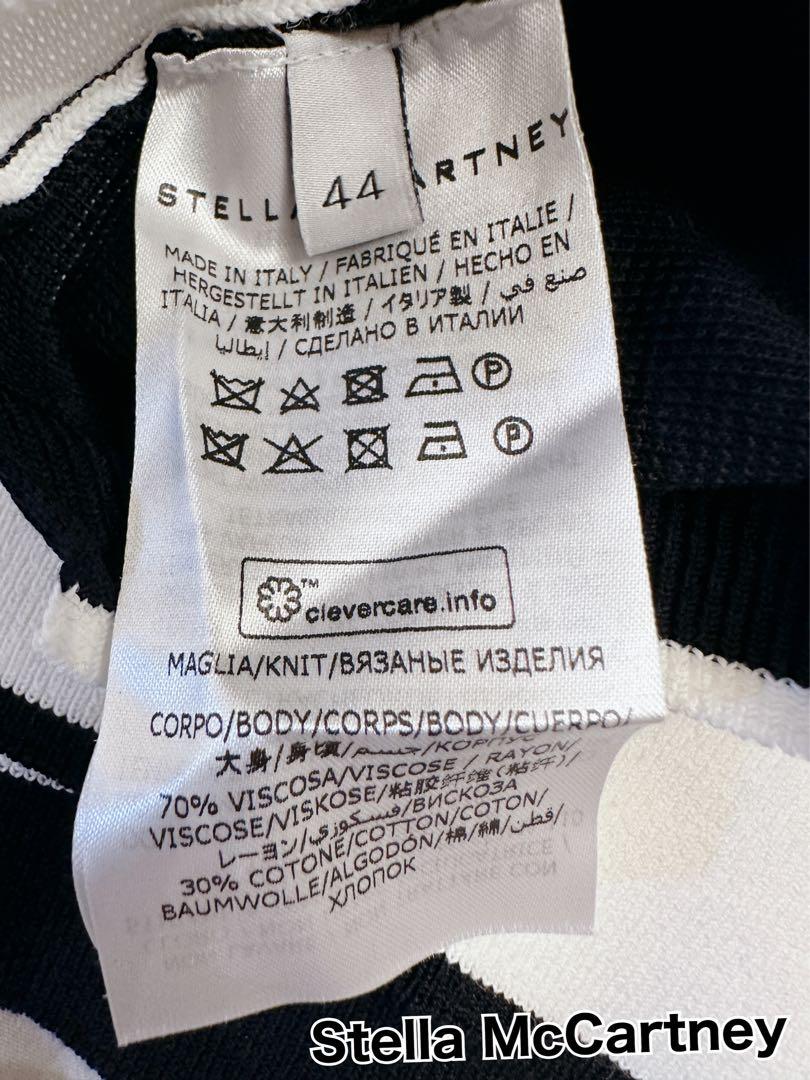 44
STELLA MCCARTNEY
MADE IN ITALY / FABRIQUÉ EN ITALIE /
HERGESTELLT IN ITALIEN / HECHO EN
ITALIA / 意大利制造 / イタリア製 / صنع في
إيطاليا / СДЕЛАНО В ИТАЛИИ
P
P
™
clevercare.info
MAGLIA/KNIT/ВЯЗАНЫЕ ИЗДЕЛИЯ
CORPO/BODY/CORPS/BODY/CUERPO/
大身/身頃/جسم/КОРПУС
70% VISCOSA/VISCOSE / RAYON/
VISCOSE/VISKOSE/粘胶纤维(粘纤)/
レーヨン/فسكوزي/ВИСКОЗА
30% COTONE/COTTON/COTON/
BAUMWOLLE/ALGODÓN/棉/綿/قطن/
ХЛОПОК
Stella McCartney